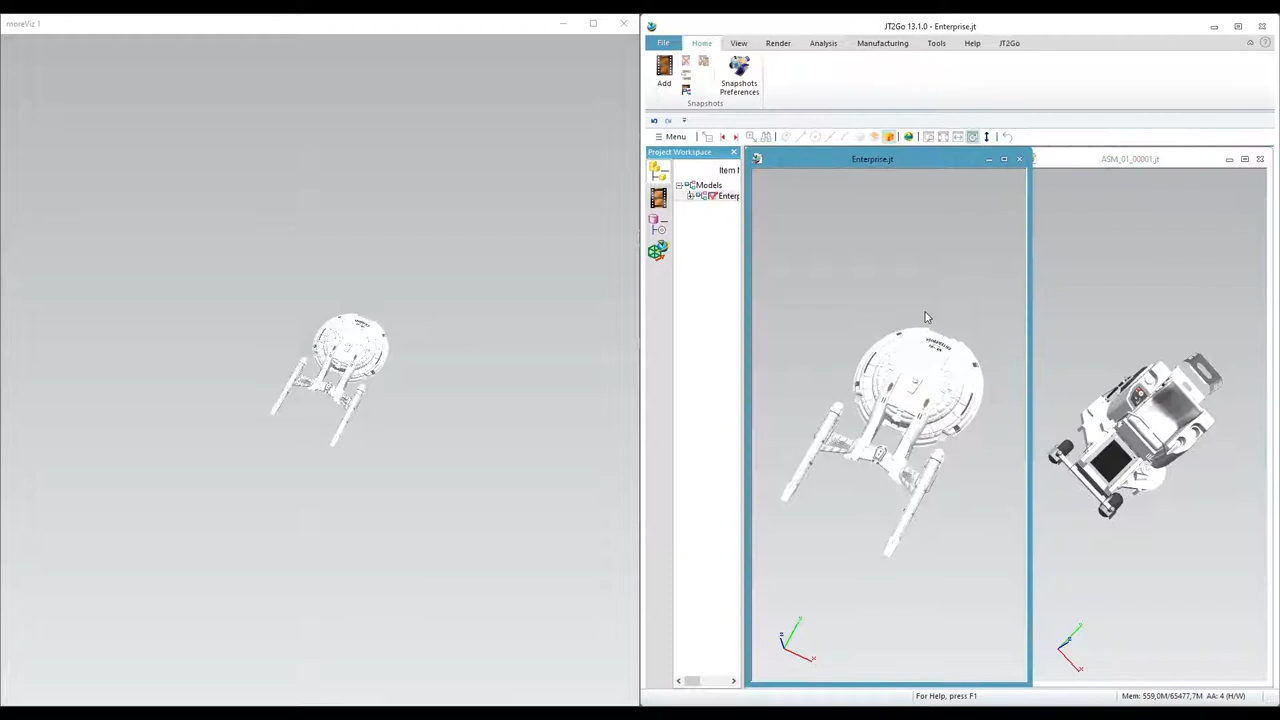 moreViz 1
JT2Go 13.1.0 - Enterprise.jt
File Home View Render Analysis Manufacturing Tools Help JT2Go
Add
Snapshots
Preferences
Snapshots
Menu
Project Workspace
Enterprise.jt
ASM_01_00001.jt
Item N
Models
Enterp
ENTERPRISE
Y
Z
X
Y
Z
X
For Help, press F1
Mem: 559,0M/65477,7M AA: 4 (H/W)